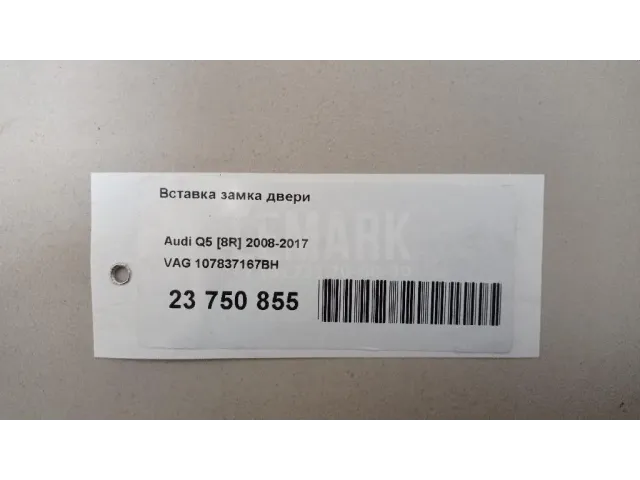 Вставка замка двери
Audi Q5 [8R] 2008-2017
VAG 107837167BH
23 750 855